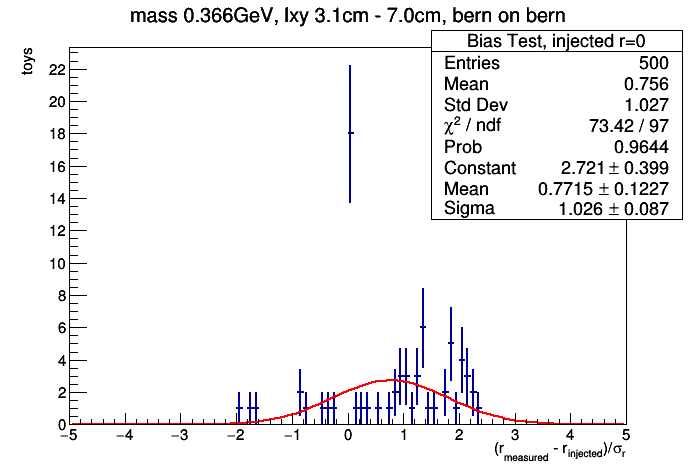 mass 0.366GeV, lxy 3.1cm - 7.0cm, bern on bern
toys
Bias Test, injected r=0
Entries 500
Mean 0.756
Std Dev 1.027
χ² / ndf 73.42 / 97
Prob 0.9644
Constant 2.721 ± 0.399
Mean 0.7715 ± 0.1227
Sigma 1.026 ± 0.087
22
20
18
16
14
12
10
8
6
4
2
0
−5 −4 −3 −2 −1 0 1 2 3 4 5
(r_measured - r_injected)/σ_r